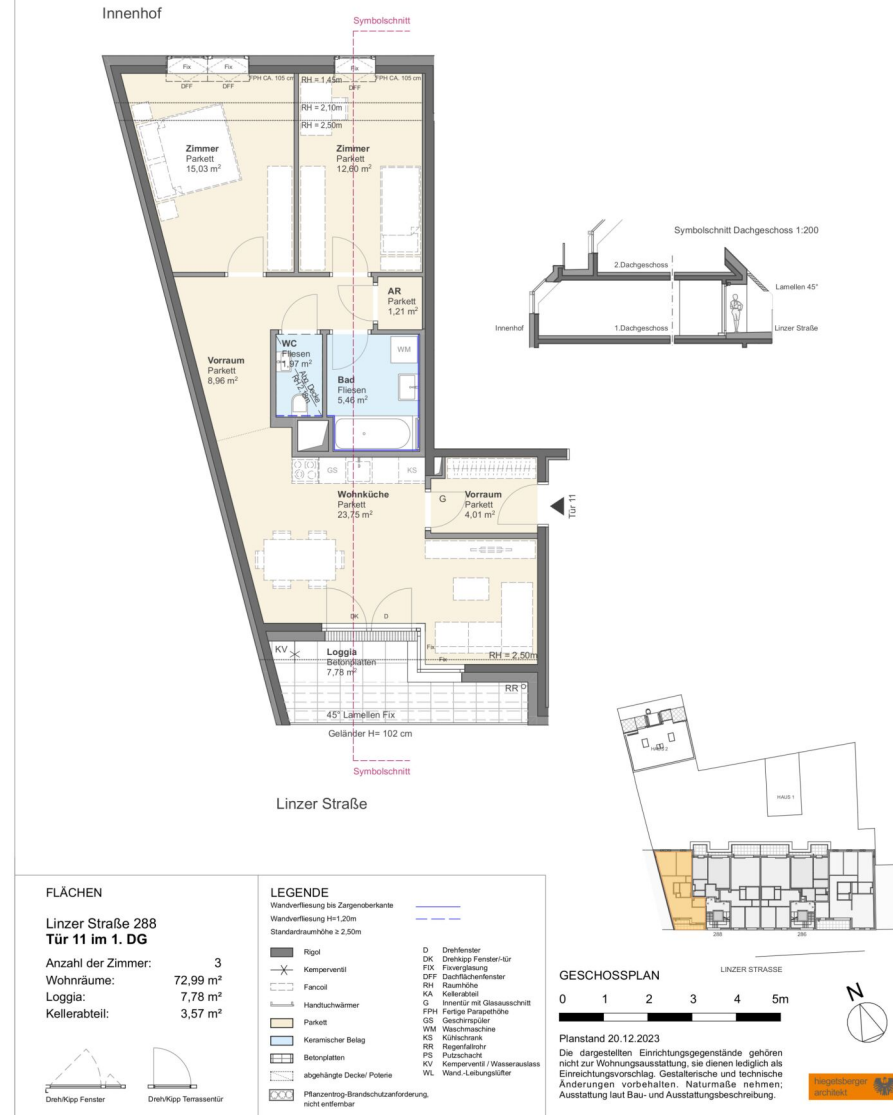 Innenhof
Symbolschnitt
Fix
Fix
Fix
DFF
DFF
DFF
FPH CA. 105 cm
FPH CA. 105 cm
RH = 1,45m
RH = 2,10m
RH = 2,50m
Zimmer
Parkett
15,03 m²
Zimmer
Parkett
12,60 m²
AR
Parkett
1,21 m²
WC
Fliesen
1,97 m²
Abg. Decke
Bad
Fliesen
5,46 m²
WM
Vorraum
Parkett
8,96 m²
GS
KS
Wohnküche
Parkett
23,75 m²
G
Vorraum
Parkett
4,01 m²
Tür 11
DK
D
Fix
Fix
RH = 2,50m
KV
Loggia
Betonplatten
7,78 m²
RR
45° Lamellen Fix
Geländer H= 102 cm
Symbolschnitt
Linzer Straße
Symbolschnitt Dachgeschoss 1:200
2.Dachgeschoss
Lamellen 45°
Innenhof
1.Dachgeschoss
Linzer Straße
HAUS 2
HAUS 1
288
286
LINZER STRASSE
FLÄCHEN
Linzer Straße 288
Tür 11 im 1. DG
Anzahl der Zimmer: 3
Wohnräume: 72,99 m²
Loggia: 7,78 m²
Kellerabteil: 3,57 m²
Dreh/Kipp Fenster
Dreh/Kipp Terrassentür
LEGENDE
Wandverfliesung bis Zargenoberkante
Wandverfliesung H=1,20m
Standardraumhöhe ≥ 2,50m
Rigol
Kemperventil
Fancoil
Handtuchwärmer
Parkett
Keramischer Belag
Betonplatten
abgehängte Decke/ Poterie
Pflanzentrog-Brandschutzanforderung,
nicht entfernbar
D Drehfenster
DK Drehkipp Fenster/-tür
FIX Fixverglasung
DFF Dachflächenfenster
RH Raumhöhe
KA Kellerabteil
G Innentür mit Glasausschnitt
FPH Fertige Parapethöhe
GS Geschirrspüler
WM Waschmaschine
KS Kühlschrank
RR Regenfallrohr
PS Putzschacht
KV Kemperventil / Wasserauslass
WL Wand,-Leibungslüfter
GESCHOSSPLAN
0 1 2 3 4 5m
N
Planstand 20.12.2023
Die dargestellten Einrichtungsgegenstände gehören
nicht zur Wohnungsausstattung, sie dienen lediglich als
Einreichtungsvorschlag. Gestalterische und technische
Änderungen vorbehalten. Naturmaße nehmen;
Ausstattung laut Bau- und Ausstattungsbeschreibung.
hiegetsberger
architekt